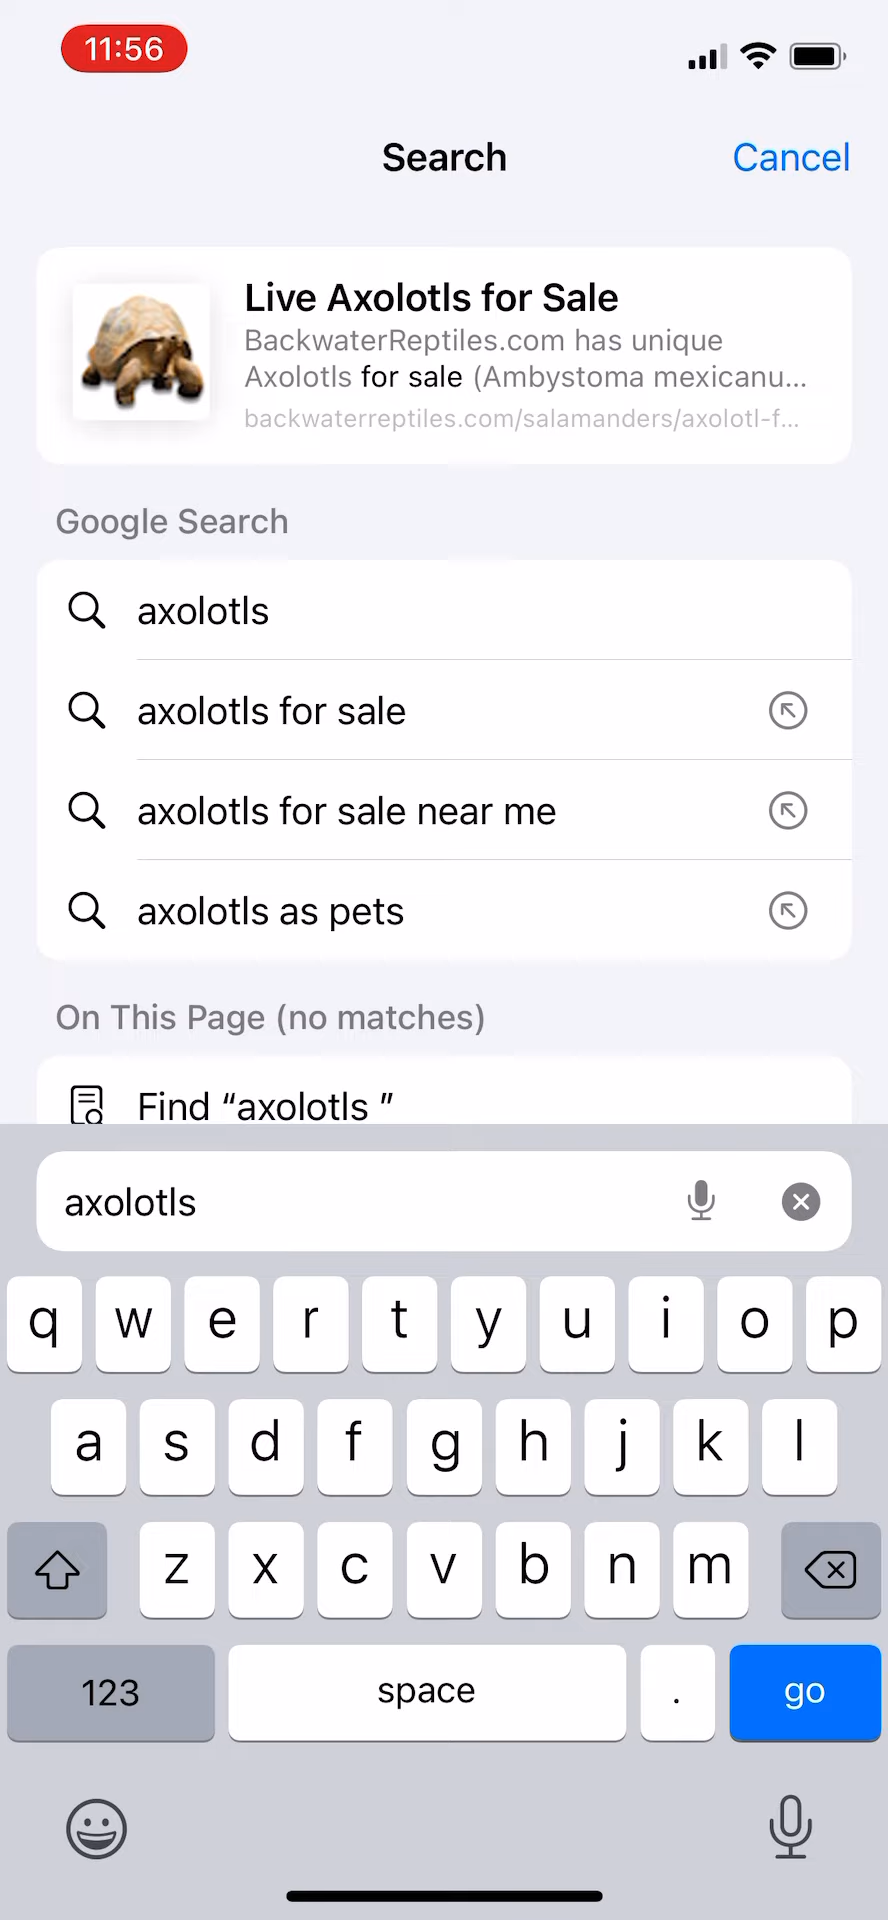 11:56
Search
Cancel
Live Axolotls for Sale
BackwaterReptiles.com has unique
Axolotls for sale (Ambystoma mexicanu...
backwaterreptiles.com/salamanders/axolotl-f...
Google Search
axolotls
axolotls for sale
axolotls for sale near me
axolotls as pets
On This Page (no matches)
Find “axolotls ”
axolotls
q w e r t y u i o p
a s d f g h j k l
z x c v b n m
123 space . go